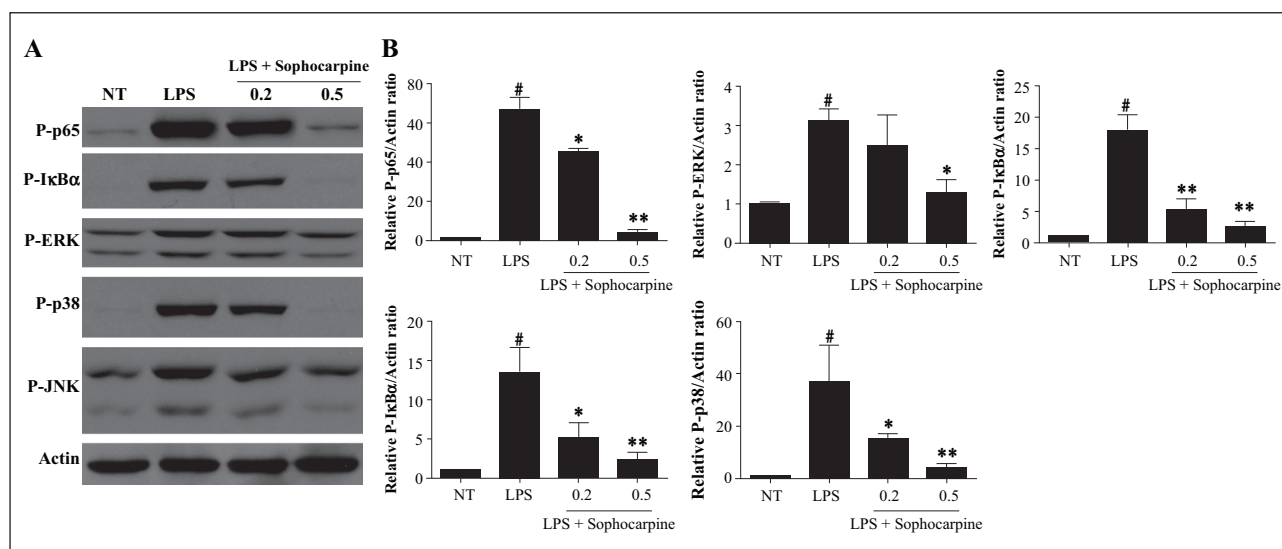 A
LPS + Sophocarpine
NT LPS 0.2 0.5
P-p65
P-IκBα
P-ERK
P-p38
P-JNK
Actin
B
Relative P-p65/Actin ratio
80
60
40
20
0
#
*
**
NT LPS 0.2 0.5
LPS + Sophocarpine
Relative P-ERK/Actin ratio
4
3
2
1
0
#
*
NT LPS 0.2 0.5
LPS + Sophocarpine
Relative P-IκBα/Actin ratio
25
20
15
10
5
0
#
**
**
NT LPS 0.2 0.5
LPS + Sophocarpine
Relative P-IκBα/Actin ratio
20
15
10
5
0
#
*
**
NT LPS 0.2 0.5
LPS + Sophocarpine
Relative P-p38/Actin ratio
60
40
20
0
#
*
**
NT LPS 0.2 0.5
LPS + Sophocarpine